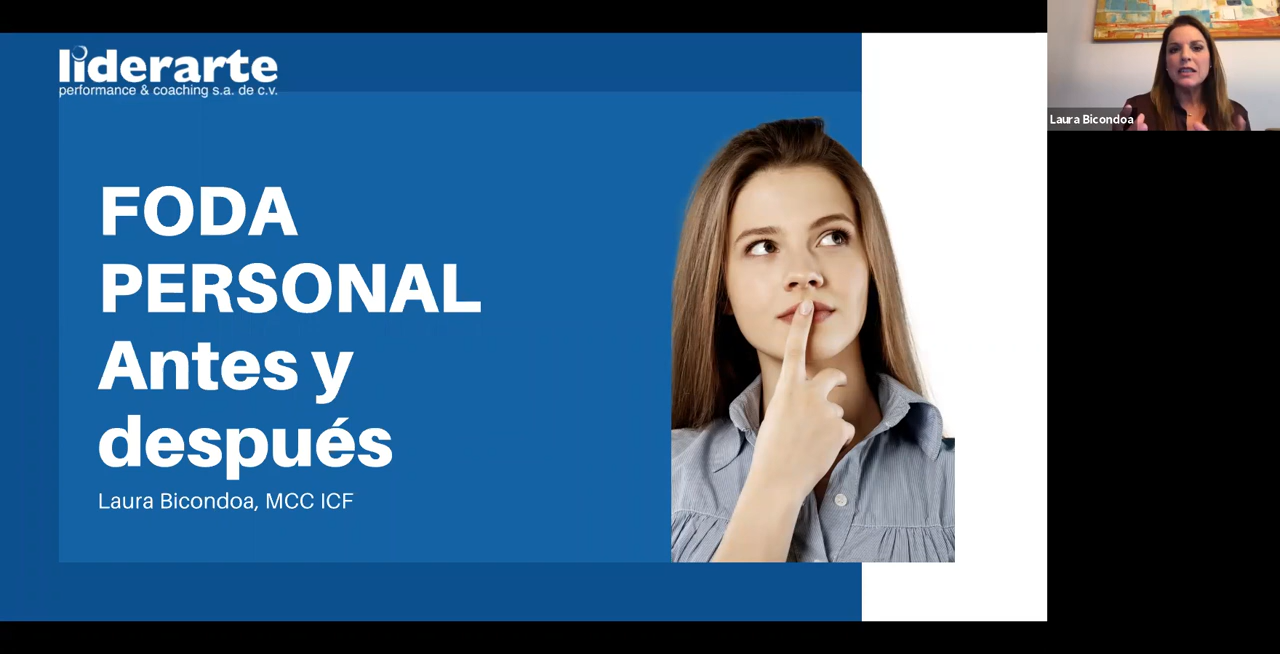 liderarte
performance & coaching s.a. de c.v.
FODA
PERSONAL
Antes y
después
Laura Bicondoa, MCC ICF
Laura Bicondoa